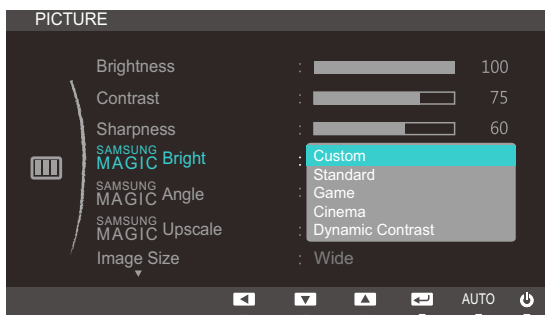 PICTURE
Brightness : 100
Contrast : 75
Sharpness : 60
SAMSUNG MAGIC Bright : Custom
Standard
SAMSUNG MAGIC Angle : Game
Cinema
SAMSUNG MAGIC Upscale : Dynamic Contrast
Image Size : Wide
AUTO